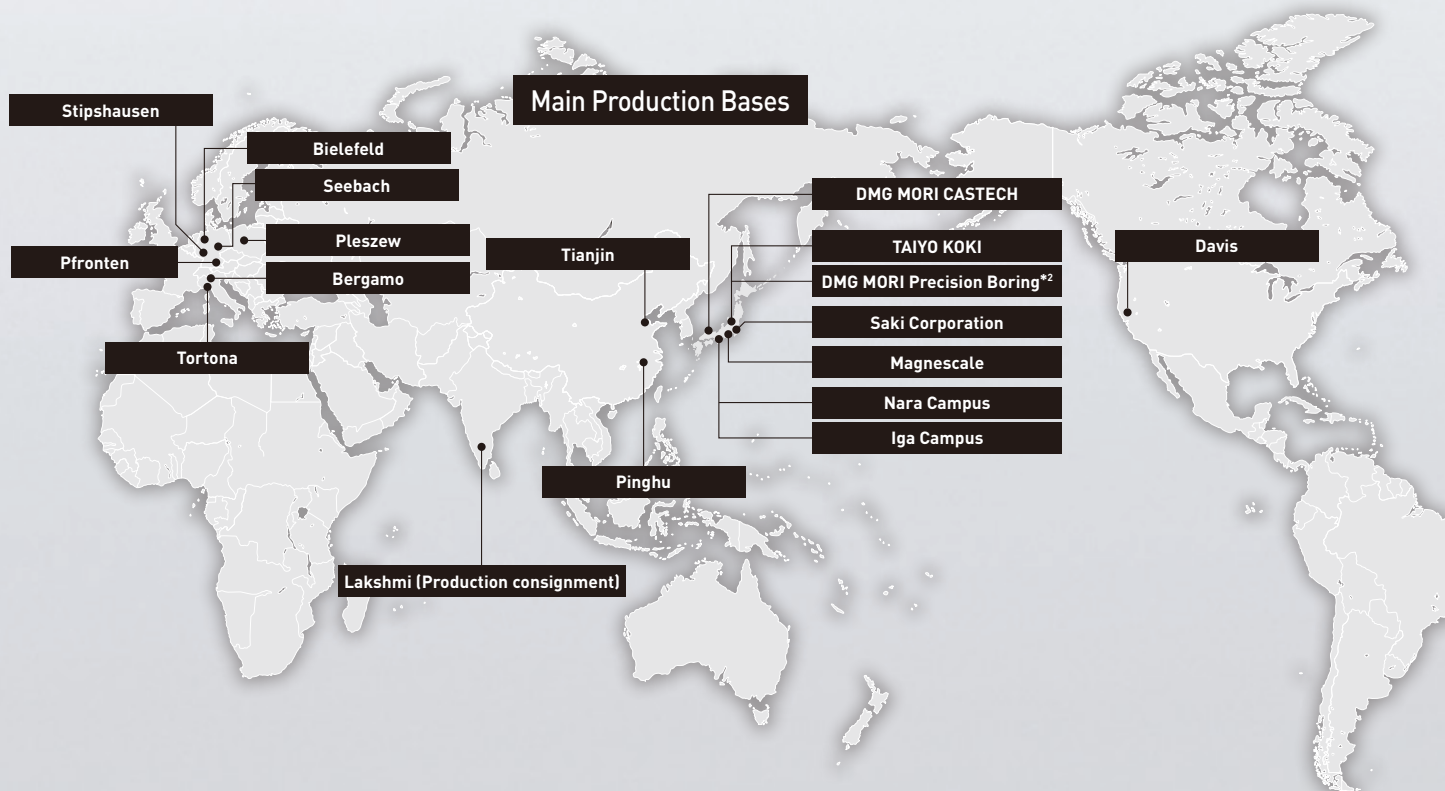 Main Production Bases
Stipshausen
Bielefeld
Seebach
Pleszew
Pfronten
Bergamo
Tortona
Tianjin
Pinghu
Lakshmi (Production consignment)
DMG MORI CASTECH
TAIYO KOKI
DMG MORI Precision Boring*2
Saki Corporation
Magnescale
Nara Campus
Iga Campus
Davis